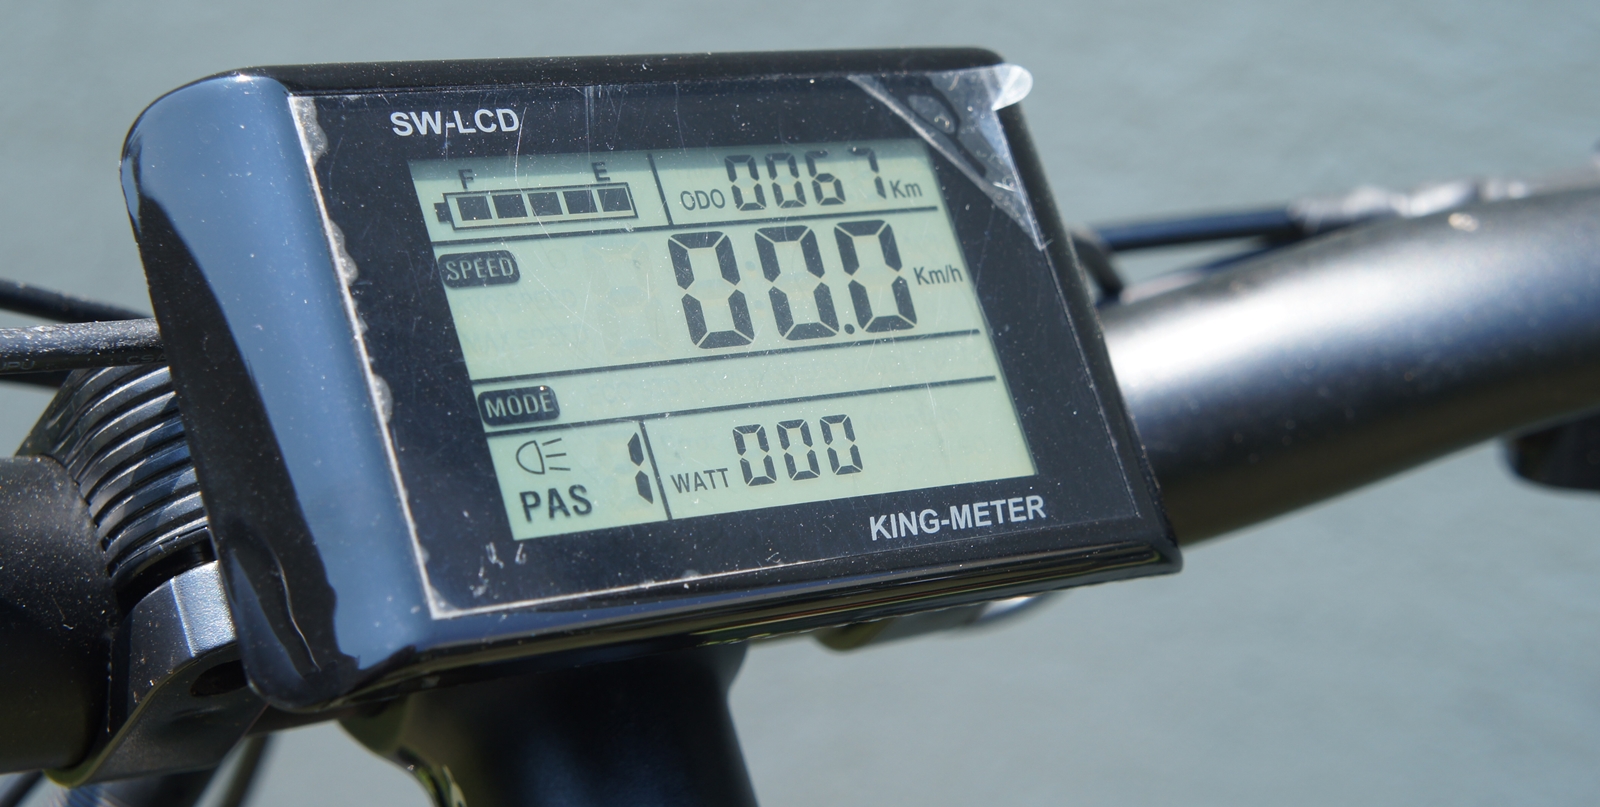 SW-LCD
F E
ODO 0067 Km
SPEED 00.0 Km/h
MODE
PAS 1 WATT 000
KING-METER